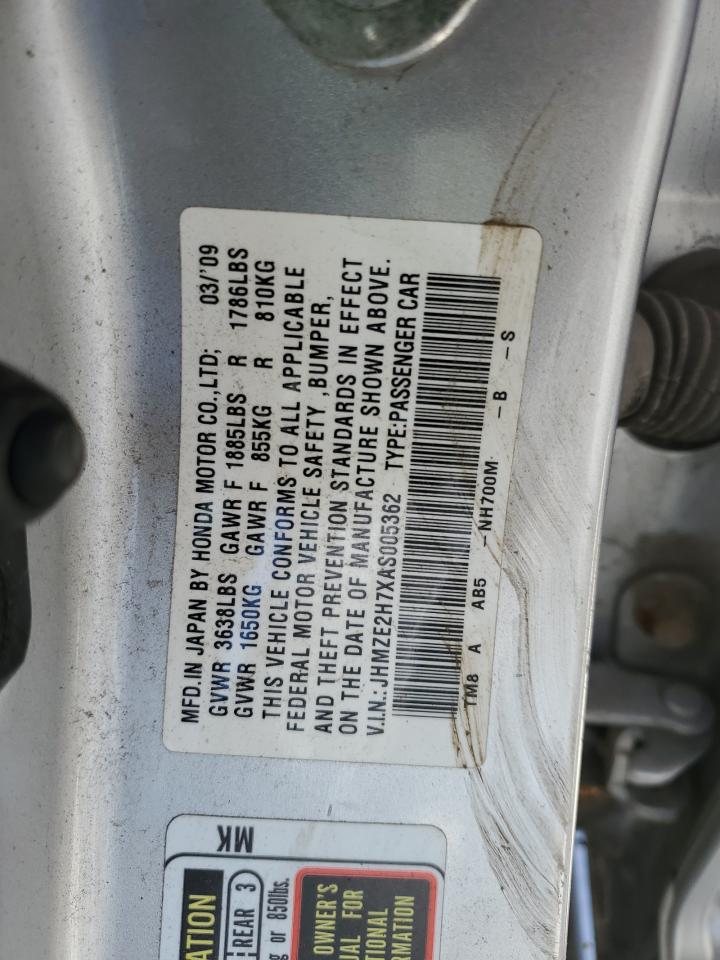 MFD.IN JAPAN BY HONDA MOTOR CO.,LTD; 03/'09
GVWR 3638LBS GAWR F 1885LBS R 1786LBS
GVWR 1650KG GAWR F 855KG R 810KG
THIS VEHICLE CONFORMS TO ALL APPLICABLE
FEDERAL MOTOR VEHICLE SAFETY ,BUMPER,
AND THEFT PREVENTION STANDARDS IN EFFECT
ON THE DATE OF MANUFACTURE SHOWN ABOVE.
V.I.N.: JHMZE2H7XAS005362 TYPE:PASSENGER CAR
TM8 A AB5 -NH700M -B -S
MK
ATION
REAR 3
g or 850lbs.
OWNER'S
UAL FOR
TIONAL
RMATION